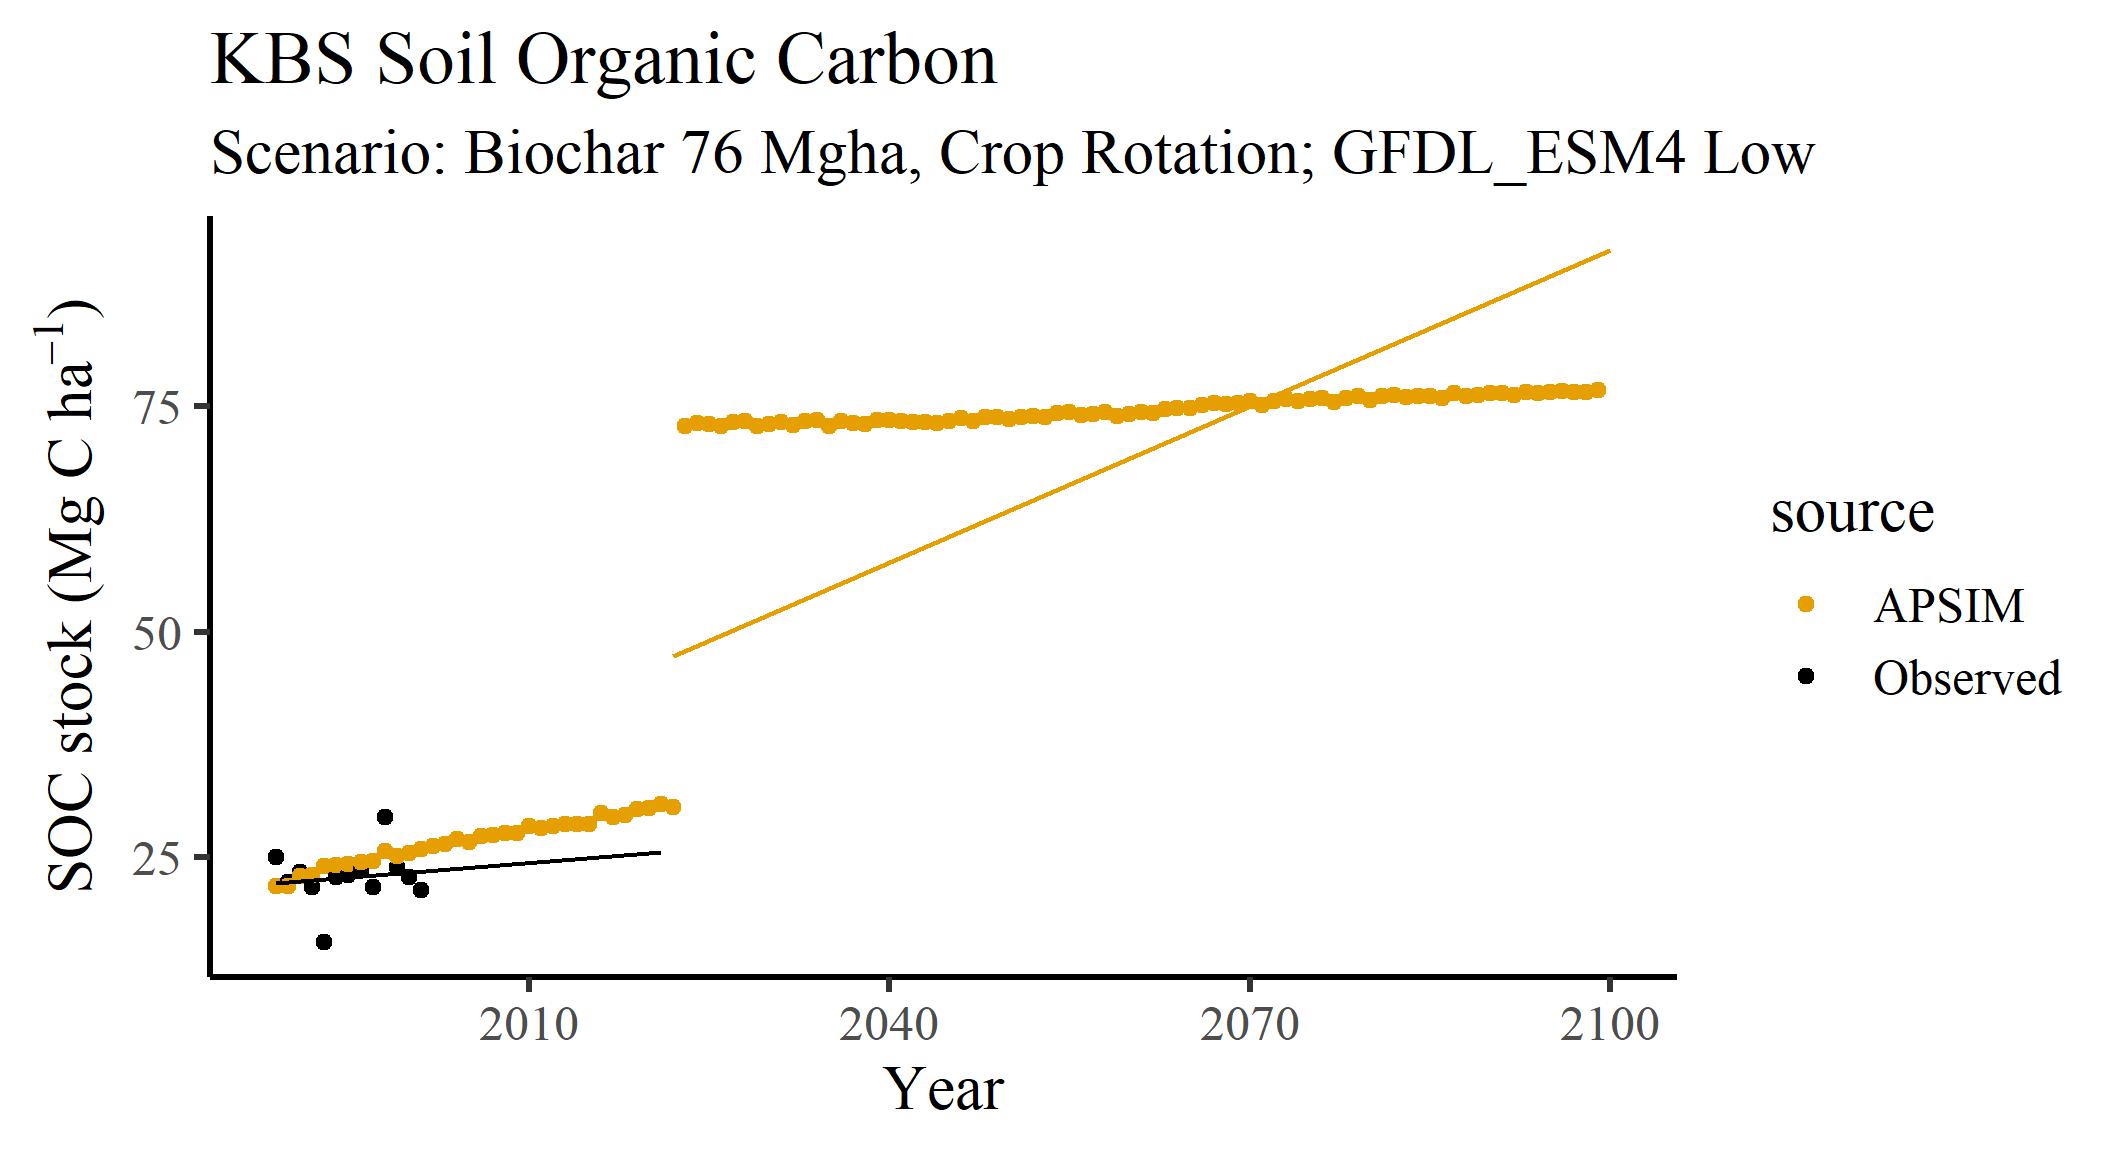 KBS Soil Organic Carbon
Scenario: Biochar 76 Mgha, Crop Rotation; GFDL_ESM4 Low
SOC stock (Mg C ha⁻¹)
75
50
25
2010
2040
2070
2100
Year
source
APSIM
Observed